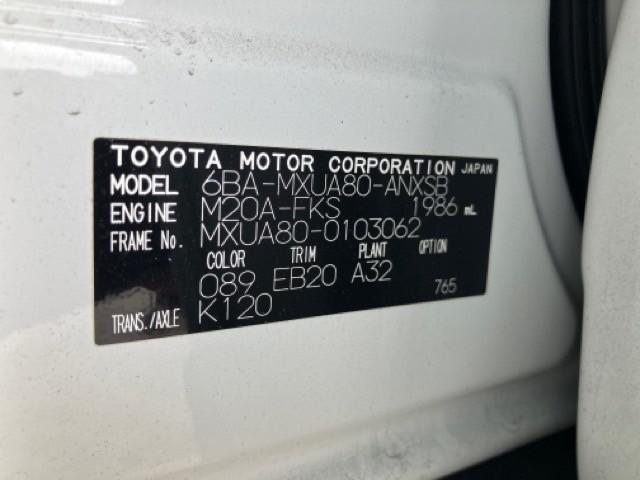 TOYOTA MOTOR CORPORATION JAPAN
MODEL 6BA-MXUA80-ANXSB
ENGINE M20A-FKS 1986 mL
FRAME No. MXUA80-0103062
COLOR TRIM PLANT OPTION
089 EB20 A32 765
TRANS./AXLE K120